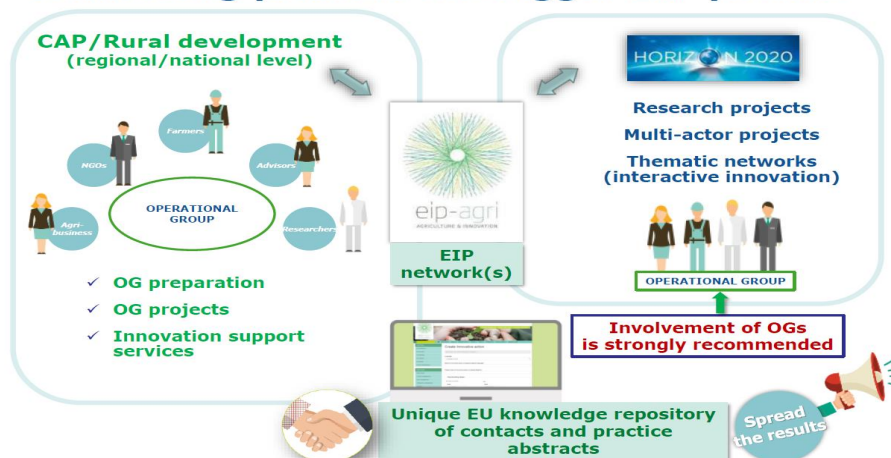 CAP/Rural development
(regional/national level)
Farmers
NGOs
Advisors
Agri-
business
Researchers
OPERATIONAL
GROUP
✓ OG preparation
✓ OG projects
✓ Innovation support
services
eip-agri
AGRICULTURE & INNOVATION
EIP
network(s)
HORIZON 2020
Research projects
Multi-actor projects
Thematic networks
(interactive innovation)
OPERATIONAL GROUP
Involvement of OGs
is strongly recommended
Unique EU knowledge repository
of contacts and practice
abstracts
Spread
the results